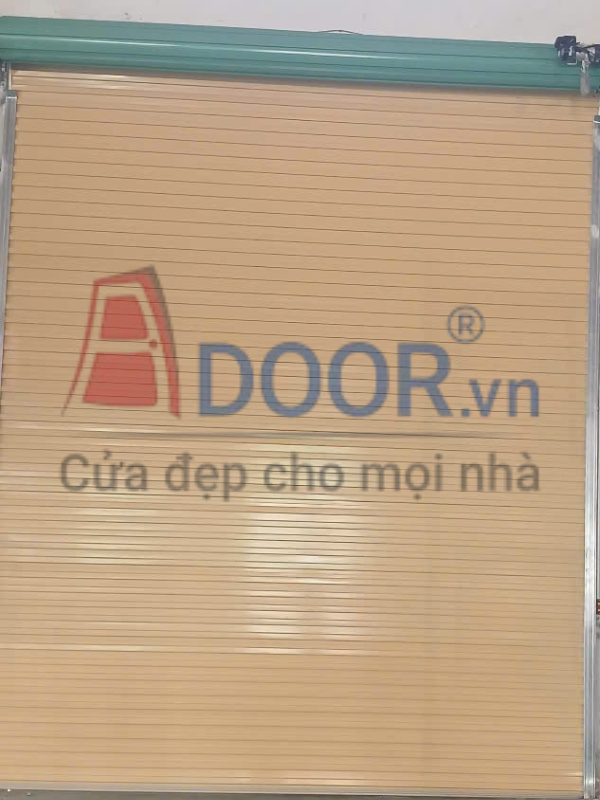 ADOOR.vn®
Cửa đẹp cho mọi nhà